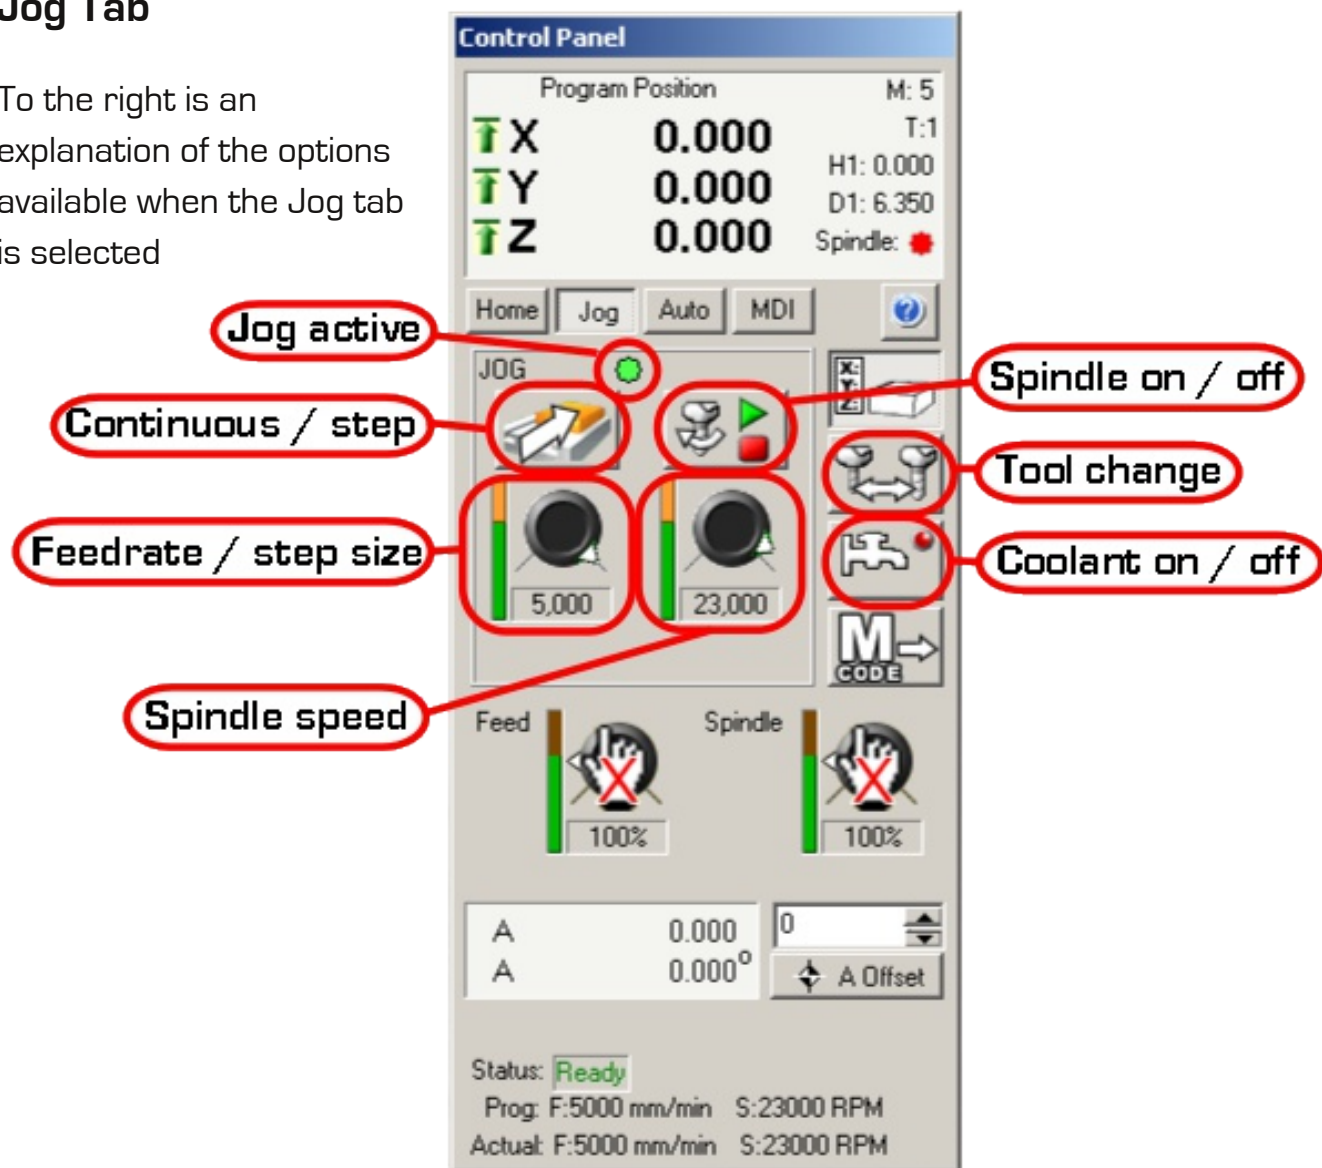 Jog Tab
To the right is an
explanation of the options
available when the Jog tab
is selected
Control Panel
Program Position
M: 5
X 0.000
T:1
H1: 0.000
Y 0.000
D1: 6.350
Z 0.000
Spindle:
Home Jog Auto MDI
?
Jog active
JOG
X:
Y:
Z:
Spindle on / off
Continuous / step
Tool change
Feedrate / step size
Coolant on / off
5,000
23,000
M
CODE
Spindle speed
Feed
Spindle
100%
100%
A 0.000
0
A 0.000°
A Offset
Status: Ready
Prog: F:5000 mm/min S:23000 RPM
Actual: F:5000 mm/min S:23000 RPM